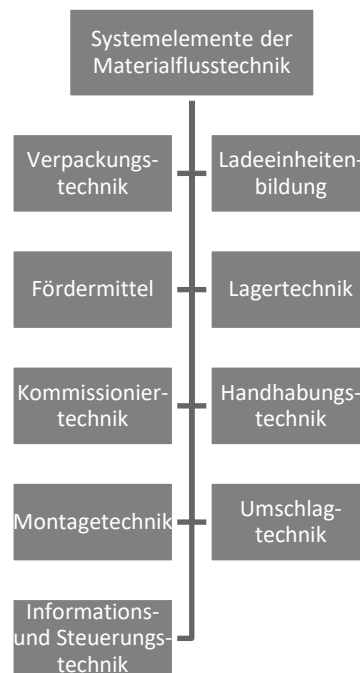 Systemelemente der
Materialflusstechnik
Verpackungs-
technik
Ladeeinheiten-
bildung
Fördermittel
Lagertechnik
Kommissionier-
technik
Handhabungs-
technik
Montagetechnik
Umschlag-
technik
Informations-
und Steuerungs-
technik